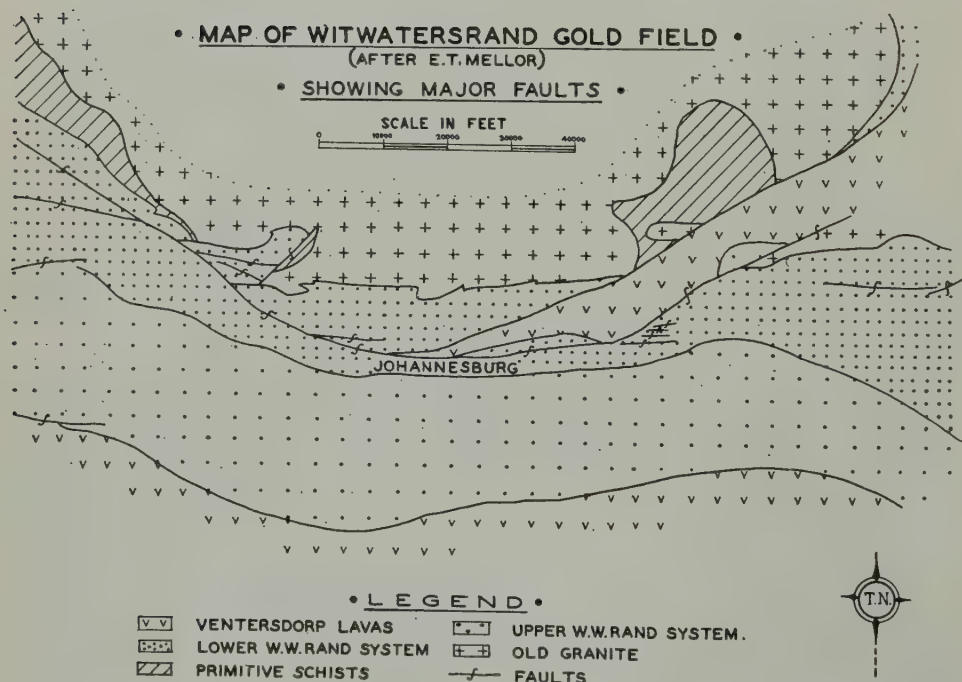 • MAP OF WITWATERSRAND GOLD FIELD •
(AFTER E.T. MELLOR)
• SHOWING MAJOR FAULTS •
SCALE IN FEET
0 10000 20000 30000 40000
JOHANNESBURG
• LEGEND •
V V VENTERSDORP LAVAS
UPPER W.W. RAND SYSTEM.
LOWER W.W. RAND SYSTEM
+ + OLD GRANITE
PRIMITIVE SCHISTS
FAULTS
T.N.